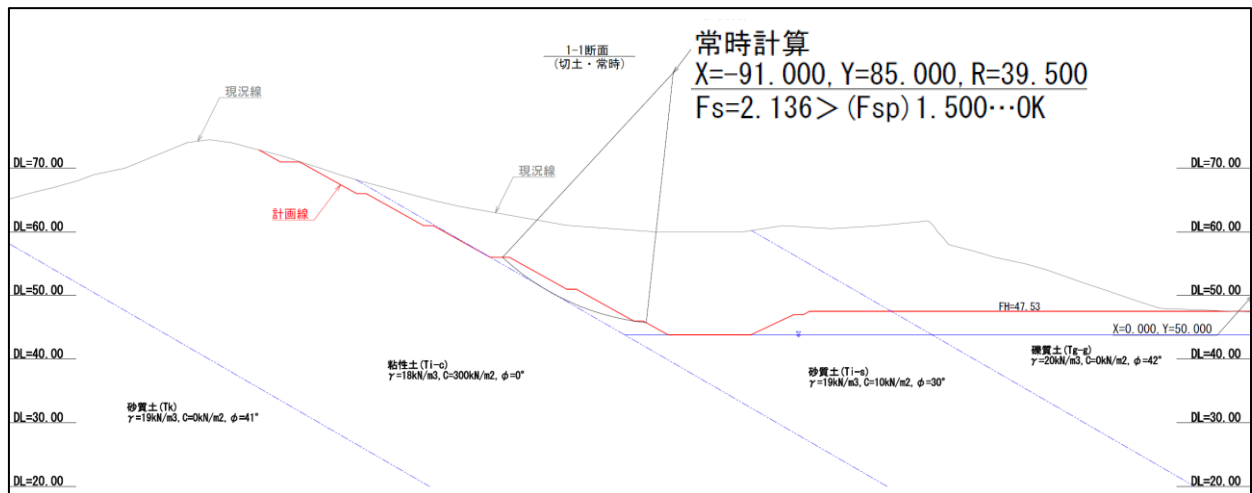 1-1断面
(切土・常時)
常時計算
X=-91.000, Y=85.000, R=39.500
Fs=2.136＞(Fsp)1.500…OK
現況線
DL=70.00
DL=70.00
現況線
計画線
DL=60.00
DL=60.00
DL=50.00
DL=50.00
FH=47.53
X=0.000, Y=50.000
DL=40.00
DL=40.00
礫質土(Tg-g)
γ=20kN/m3, C=0kN/m2, φ=42°
粘性土(Ti-c)
γ=18kN/m3, C=300kN/m2, φ=0°
砂質土(Ti-s)
γ=19kN/m3, C=10kN/m2, φ=30°
砂質土(Tk)
γ=19kN/m3, C=0kN/m2, φ=41°
DL=30.00
DL=30.00
DL=20.00
DL=20.00